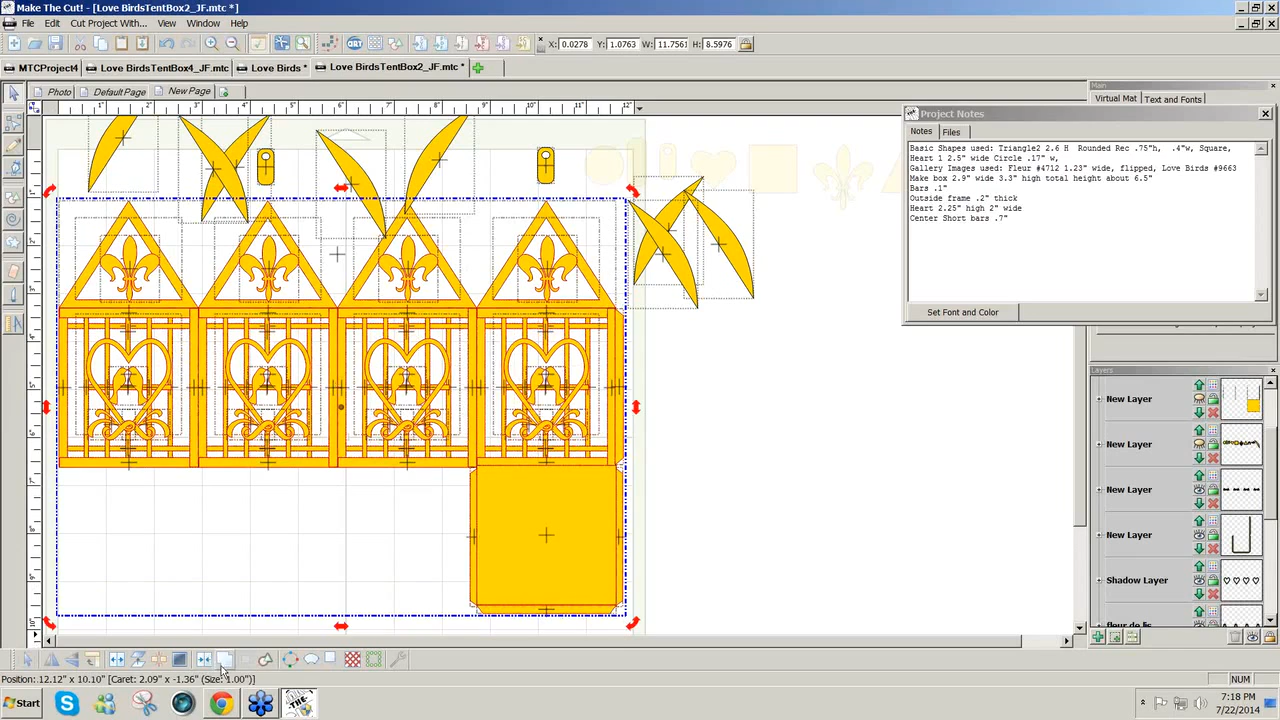 Make The Cut! - [Love BirdsTentBox2_JF.mtc *]
File Edit Cut Project With... View Window Help
X: 0.0278 Y: 1.0763 W: 11.7561 H: 8.5976
MTCProject4 Love BirdsTentBox4_JF.mtc Love Birds * Love BirdsTentBox2_JF.mtc *
Photo Default Page New Page
Main
Virtual Mat Text and Fonts
Project Notes
Notes Files
Basic Shapes used: Triangle2 2.6 H Rounded Rec .75"h, .4"w, Square,
Heart 1 2.5" wide Circle .17" w,
Gallery Images used: Fleur #4712 1.23" wide, flipped, Love Birds #9663
Make box 2.9" wide 3.3" high total height about 6.5"
Bars .1"
Outside frame .2" thick
Heart 2.25" high 2" wide
Center Short bars .7"
Set Font and Color
Layers
New Layer
New Layer
New Layer
New Layer
Shadow Layer
fleur de lis
Position: 12.12" x 10.10" [Caret: 2.09" x -1.36" (Size: 1.00")]
NUM
Start
7:18 PM
7/22/2014